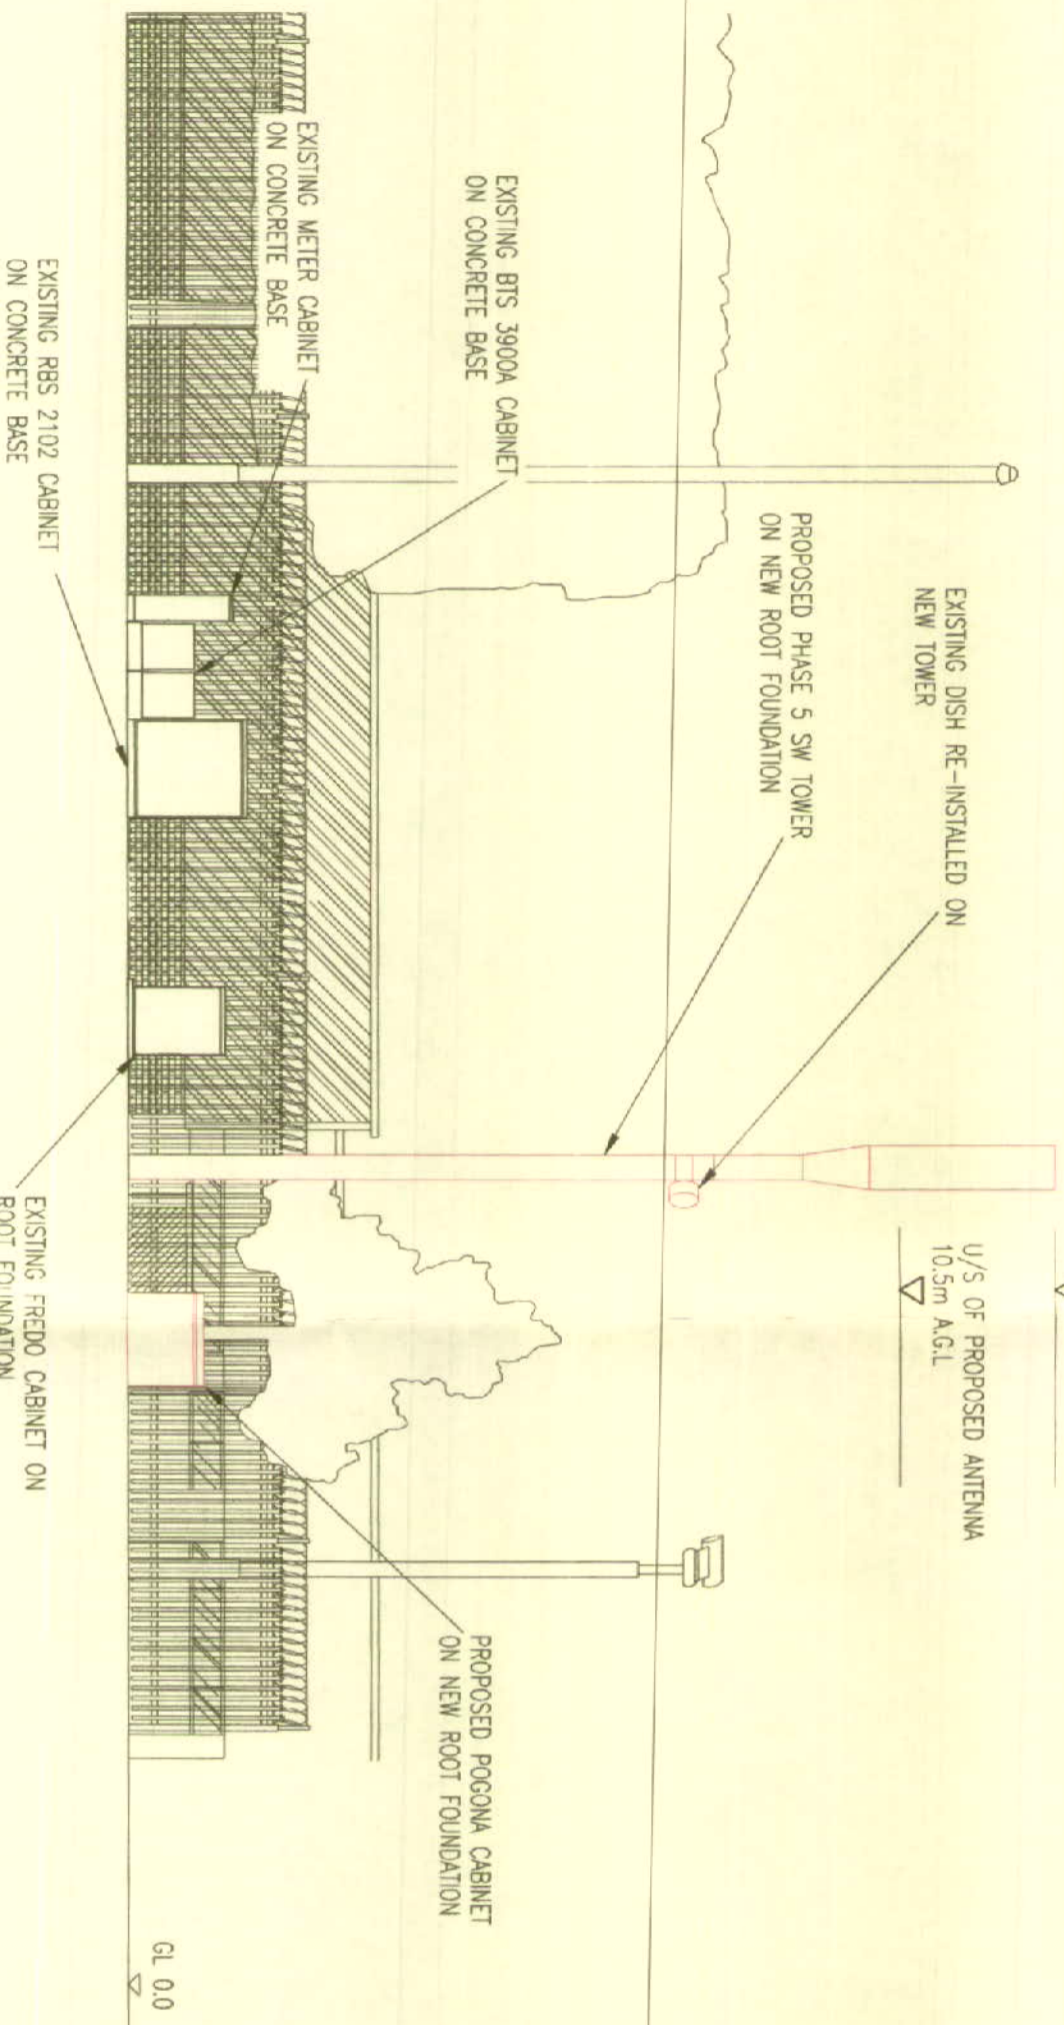 U/S OF PROPOSED ANTENNA
10.5m A.G.L
EXISTING DISH RE-INSTALLED ON
NEW TOWER
PROPOSED PHASE 5 SW TOWER
ON NEW ROOT FOUNDATION
EXISTING BTS 3900A CABINET
ON CONCRETE BASE
PROPOSED POGONA CABINET
ON NEW ROOT FOUNDATION
EXISTING METER CABINET
ON CONCRETE BASE
GL 0.0
EXISTING RBS 2102 CABINET
ON CONCRETE BASE
EXISTING FREDO CABINET ON
ROOT FOUNDATION